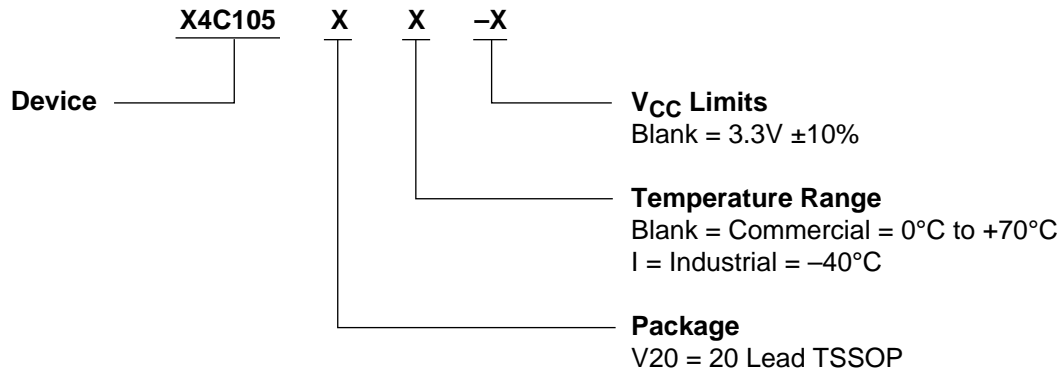 X4C105 X X –X
Device
VCC Limits
Blank = 3.3V ±10%
Temperature Range
Blank = Commercial = 0°C to +70°C
I = Industrial = –40°C
Package
V20 = 20 Lead TSSOP